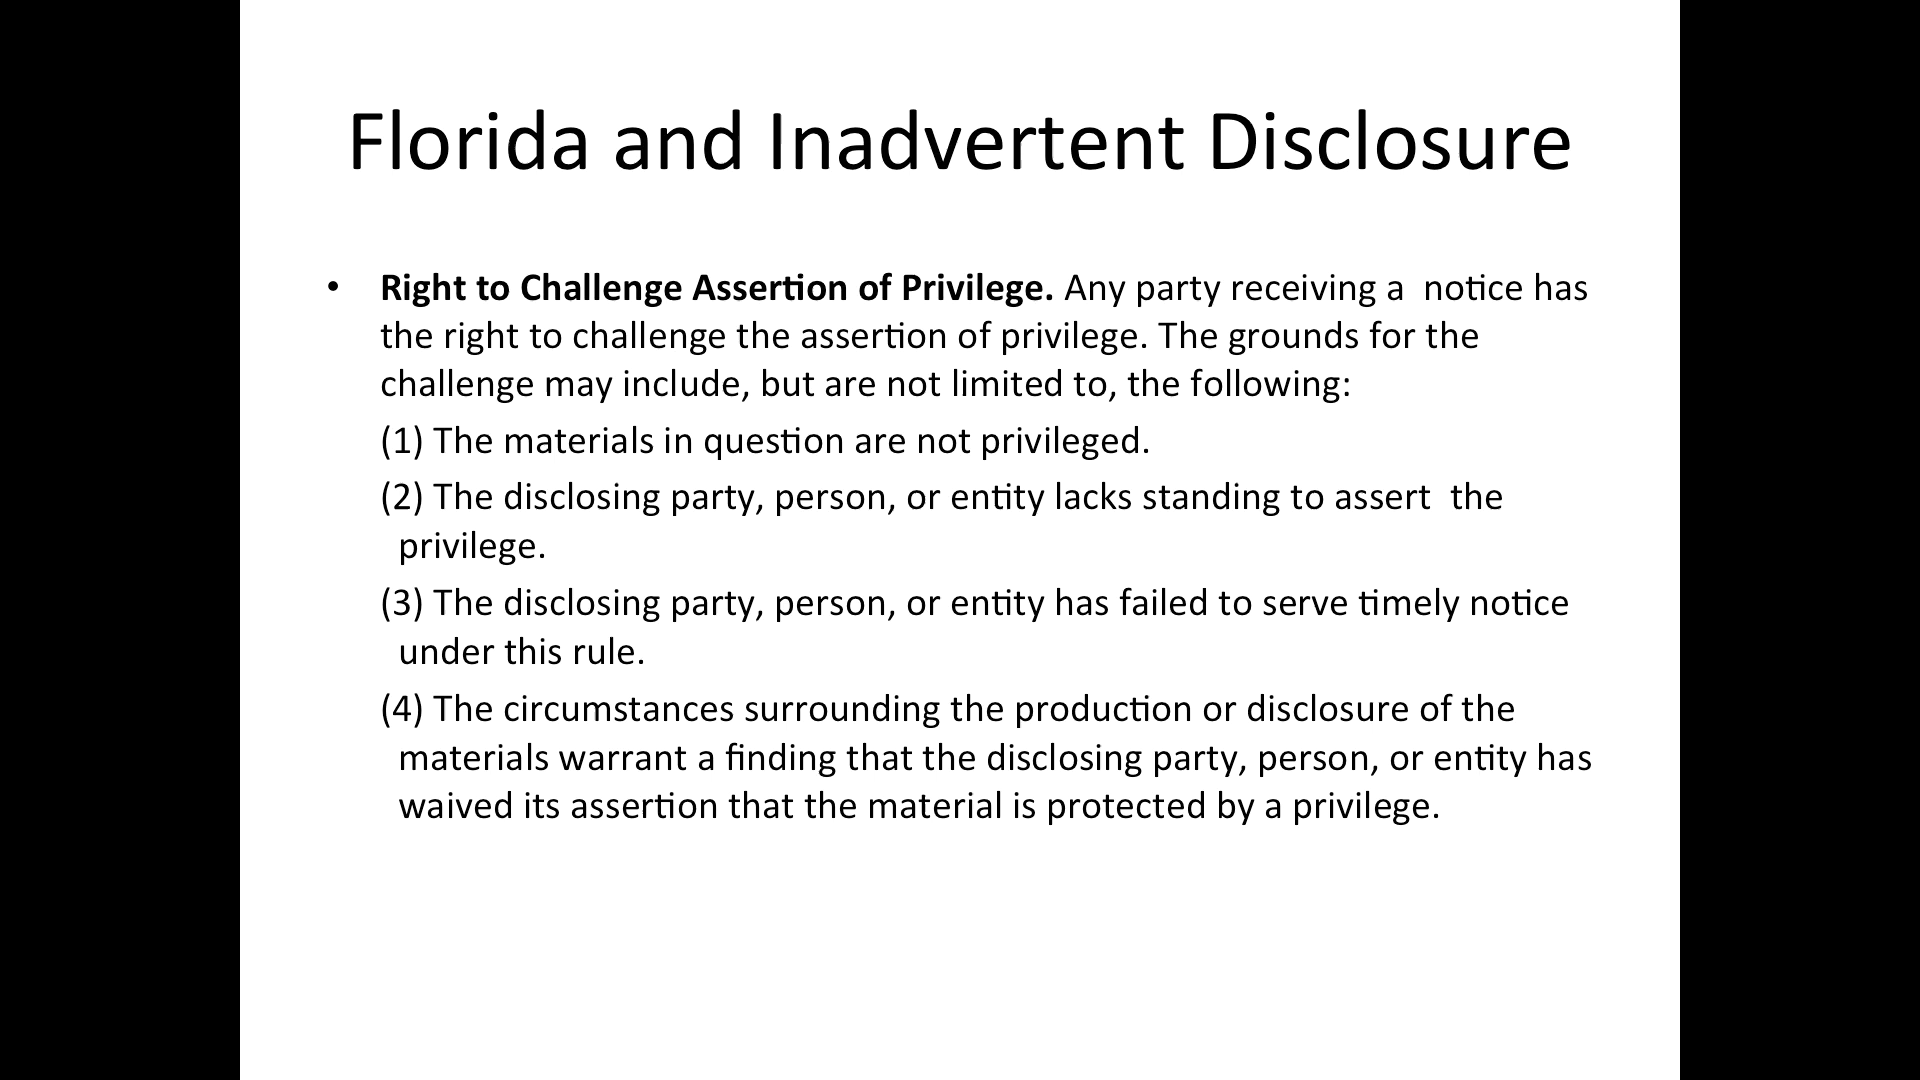 Florida and Inadvertent Disclosure
• Right to Challenge Assertion of Privilege. Any party receiving a  notice has
the right to challenge the assertion of privilege. The grounds for the
challenge may include, but are not limited to, the following:
(1) The materials in question are not privileged.
(2) The disclosing party, person, or entity lacks standing to assert  the
privilege.
(3) The disclosing party, person, or entity has failed to serve timely notice
under this rule.
(4) The circumstances surrounding the production or disclosure of the
materials warrant a finding that the disclosing party, person, or entity has
waived its assertion that the material is protected by a privilege.